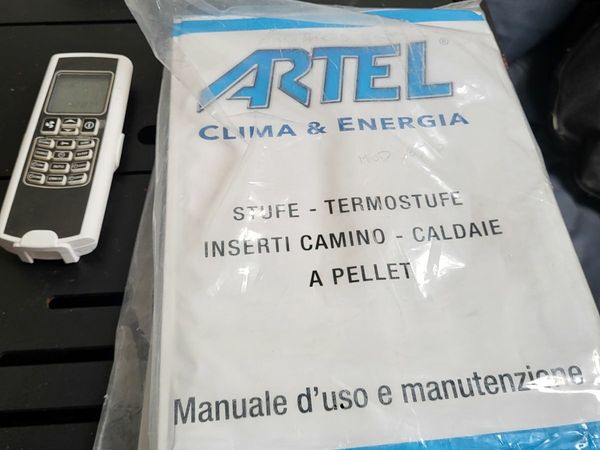 ARTEL®
CLIMA & ENERGIA
STUFE - TERMOSTUFE
INSERTI CAMINO - CALDAIE
A PELLET
Manuale d'uso e manutenzione